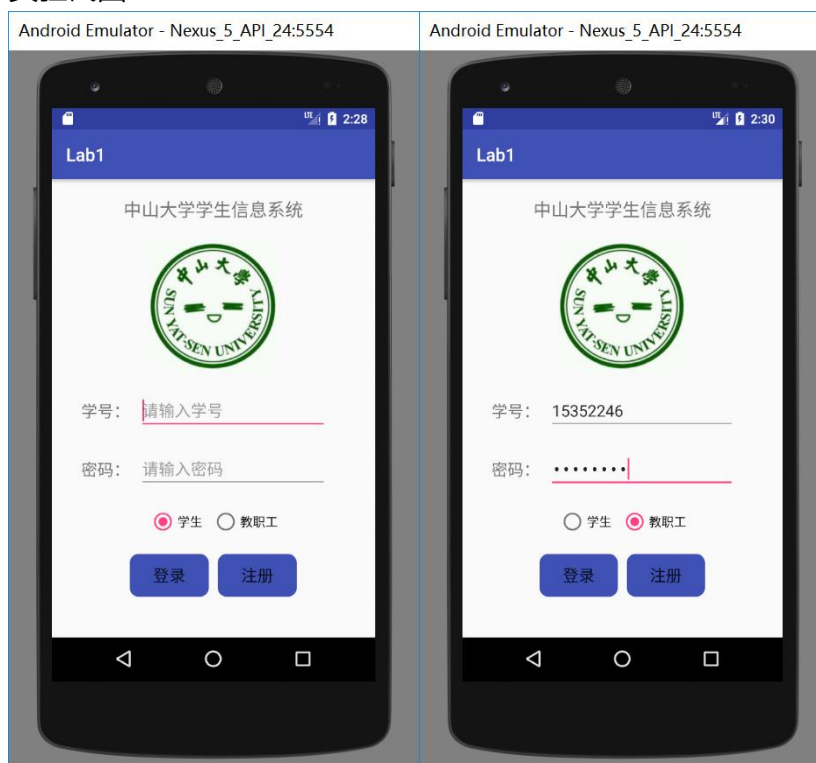 Android Emulator - Nexus_5_API_24:5554
LTE 2:28
Lab1
中山大学学生信息系统
中山大学
SUN YAT-SEN UNIVERSITY
学号： 请输入学号
密码： 请输入密码
学生 教职工
登录 注册
Android Emulator - Nexus_5_API_24:5554
LTE 2:30
Lab1
中山大学学生信息系统
中山大学
SUN YAT-SEN UNIVERSITY
学号： 15352246
密码： ••••••••
学生 教职工
登录 注册